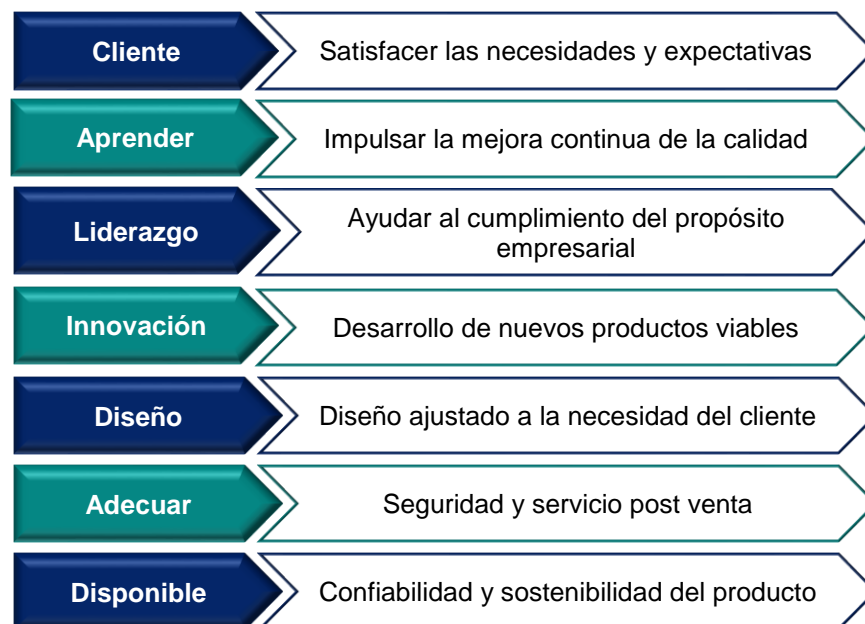 Cliente
Satisfacer las necesidades y expectativas
Aprender
Impulsar la mejora continua de la calidad
Liderazgo
Ayudar al cumplimiento del propósito
empresarial
Innovación
Desarrollo de nuevos productos viables
Diseño
Diseño ajustado a la necesidad del cliente
Adecuar
Seguridad y servicio post venta
Disponible
Confiabilidad y sostenibilidad del producto